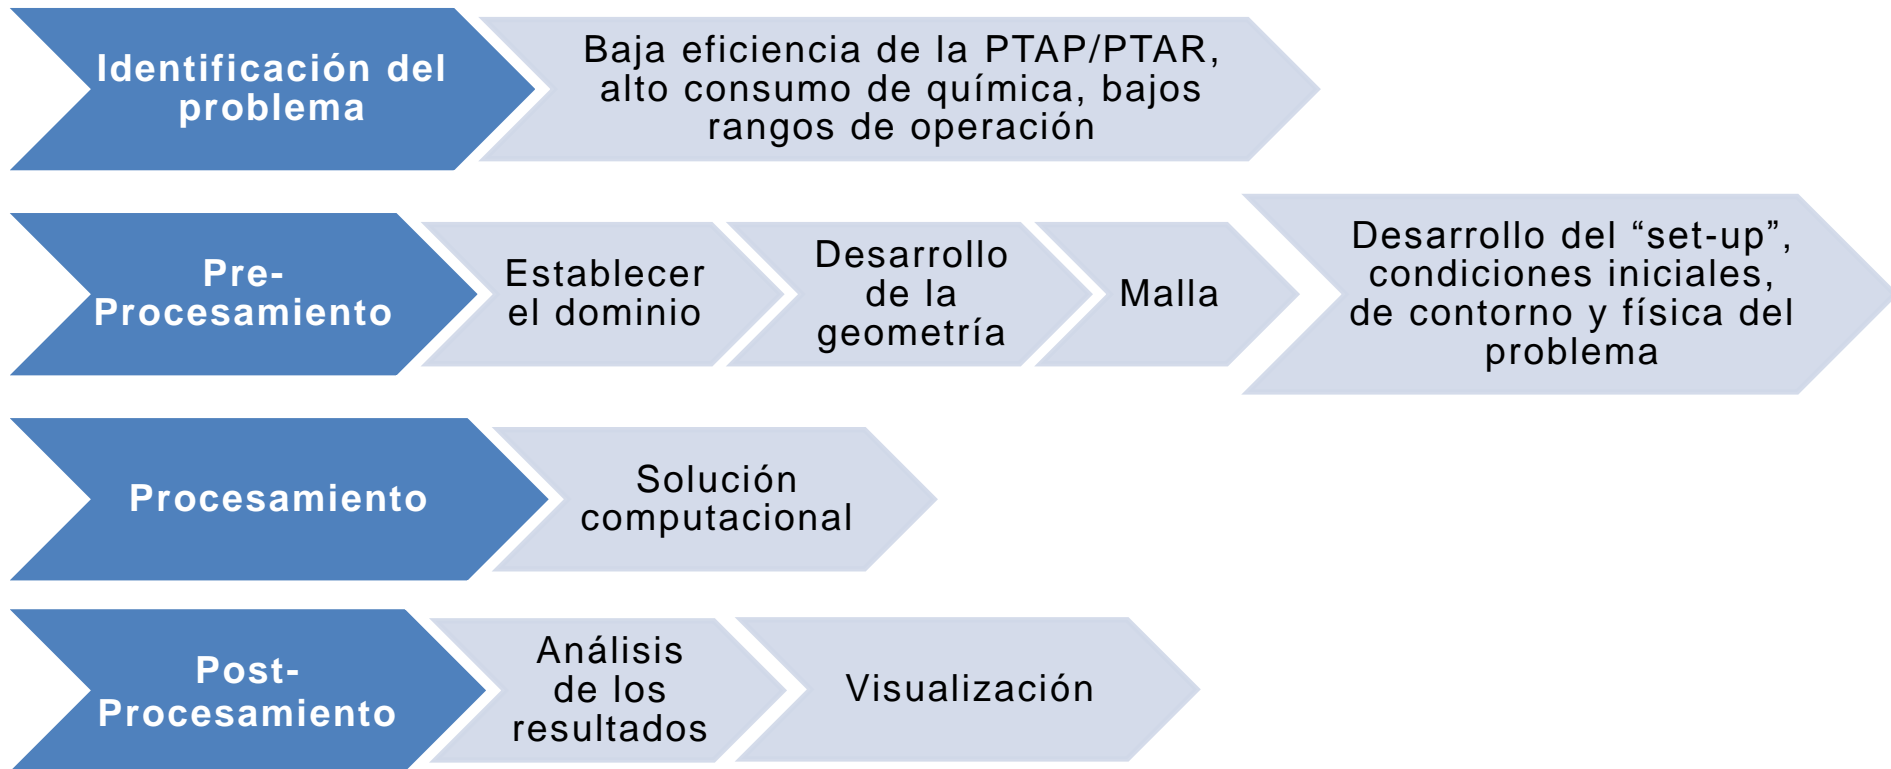 Identificación del
problema
Baja eficiencia de la PTAP/PTAR,
alto consumo de química, bajos
rangos de operación
Pre-
Procesamiento
Establecer
el dominio
Desarrollo
de la
geometría
Malla
Desarrollo del “set-up”,
condiciones iniciales,
de contorno y física del
problema
Procesamiento
Solución
computacional
Post-
Procesamiento
Análisis
de los
resultados
Visualización